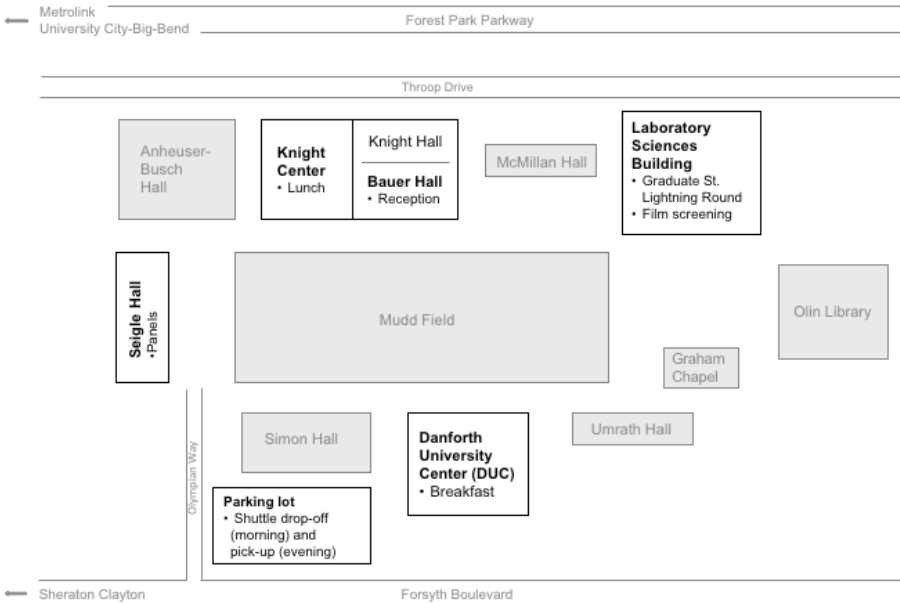 Metrolink
University City-Big-Bend
Forest Park Parkway
Throop Drive
Anheuser-
Busch
Hall
Knight
Center
• Lunch
Knight Hall
Bauer Hall
• Reception
McMillan Hall
Laboratory
Sciences
Building
• Graduate St.
Lightning Round
• Film screening
Seigle Hall
•Panels
Mudd Field
Olin Library
Graham
Chapel
Olympian Way
Simon Hall
Danforth
University
Center (DUC)
• Breakfast
Umrath Hall
Parking lot
• Shuttle drop-off
(morning) and
pick-up (evening)
Sheraton Clayton
Forsyth Boulevard